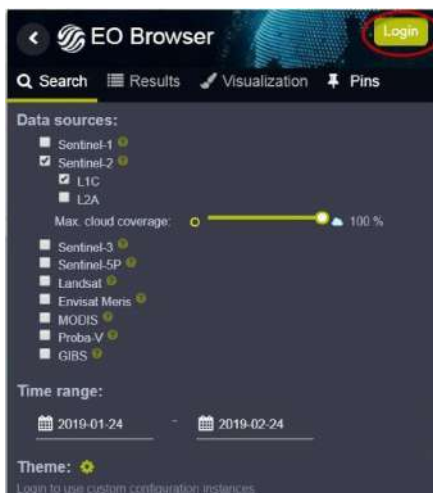 EO Browser
Login
Search Results Visualization Pins
Data sources:
Sentinel-1
Sentinel-2
L1C
L2A
Max. cloud coverage: 100 %
Sentinel-3
Sentinel-5P
Landsat
Envisat Meris
MODIS
Proba-V
GIBS
Time range:
2019-01-24 - 2019-02-24
Theme:
Login to use custom configuration instances.